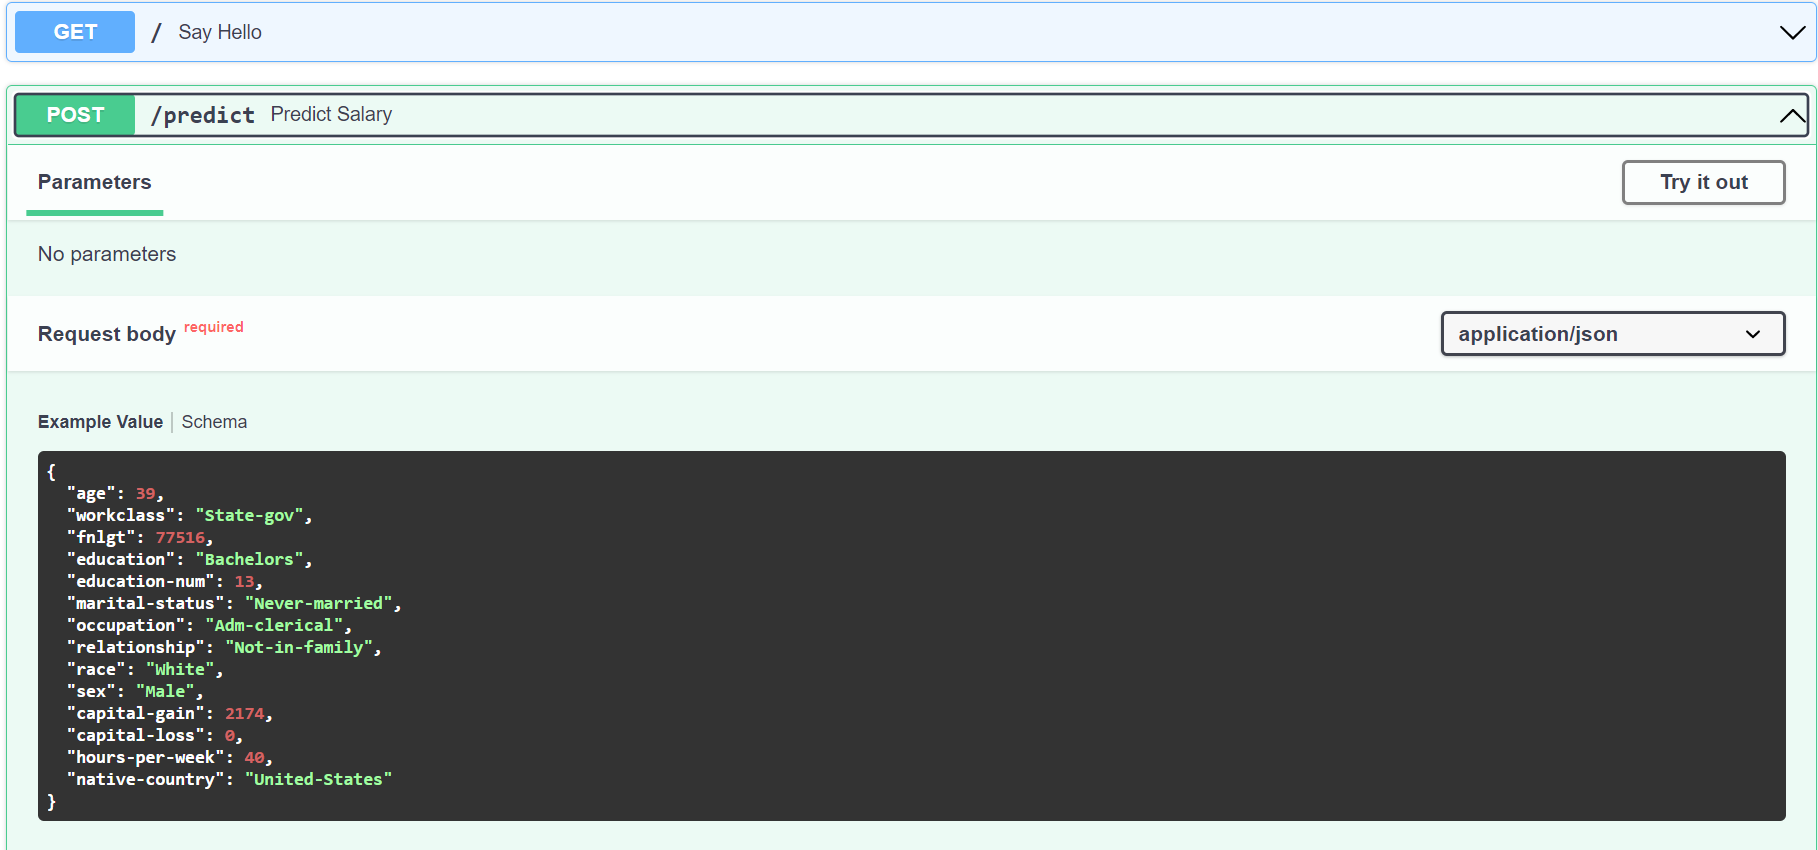 GET / Say Hello
POST /predict Predict Salary
Parameters Try it out
No parameters
Request body required application/json
Example Value Schema
{
"age": 39,
"workclass": "State-gov",
"fnlgt": 77516,
"education": "Bachelors",
"education-num": 13,
"marital-status": "Never-married",
"occupation": "Adm-clerical",
"relationship": "Not-in-family",
"race": "White",
"sex": "Male",
"capital-gain": 2174,
"capital-loss": 0,
"hours-per-week": 40,
"native-country": "United-States"
}